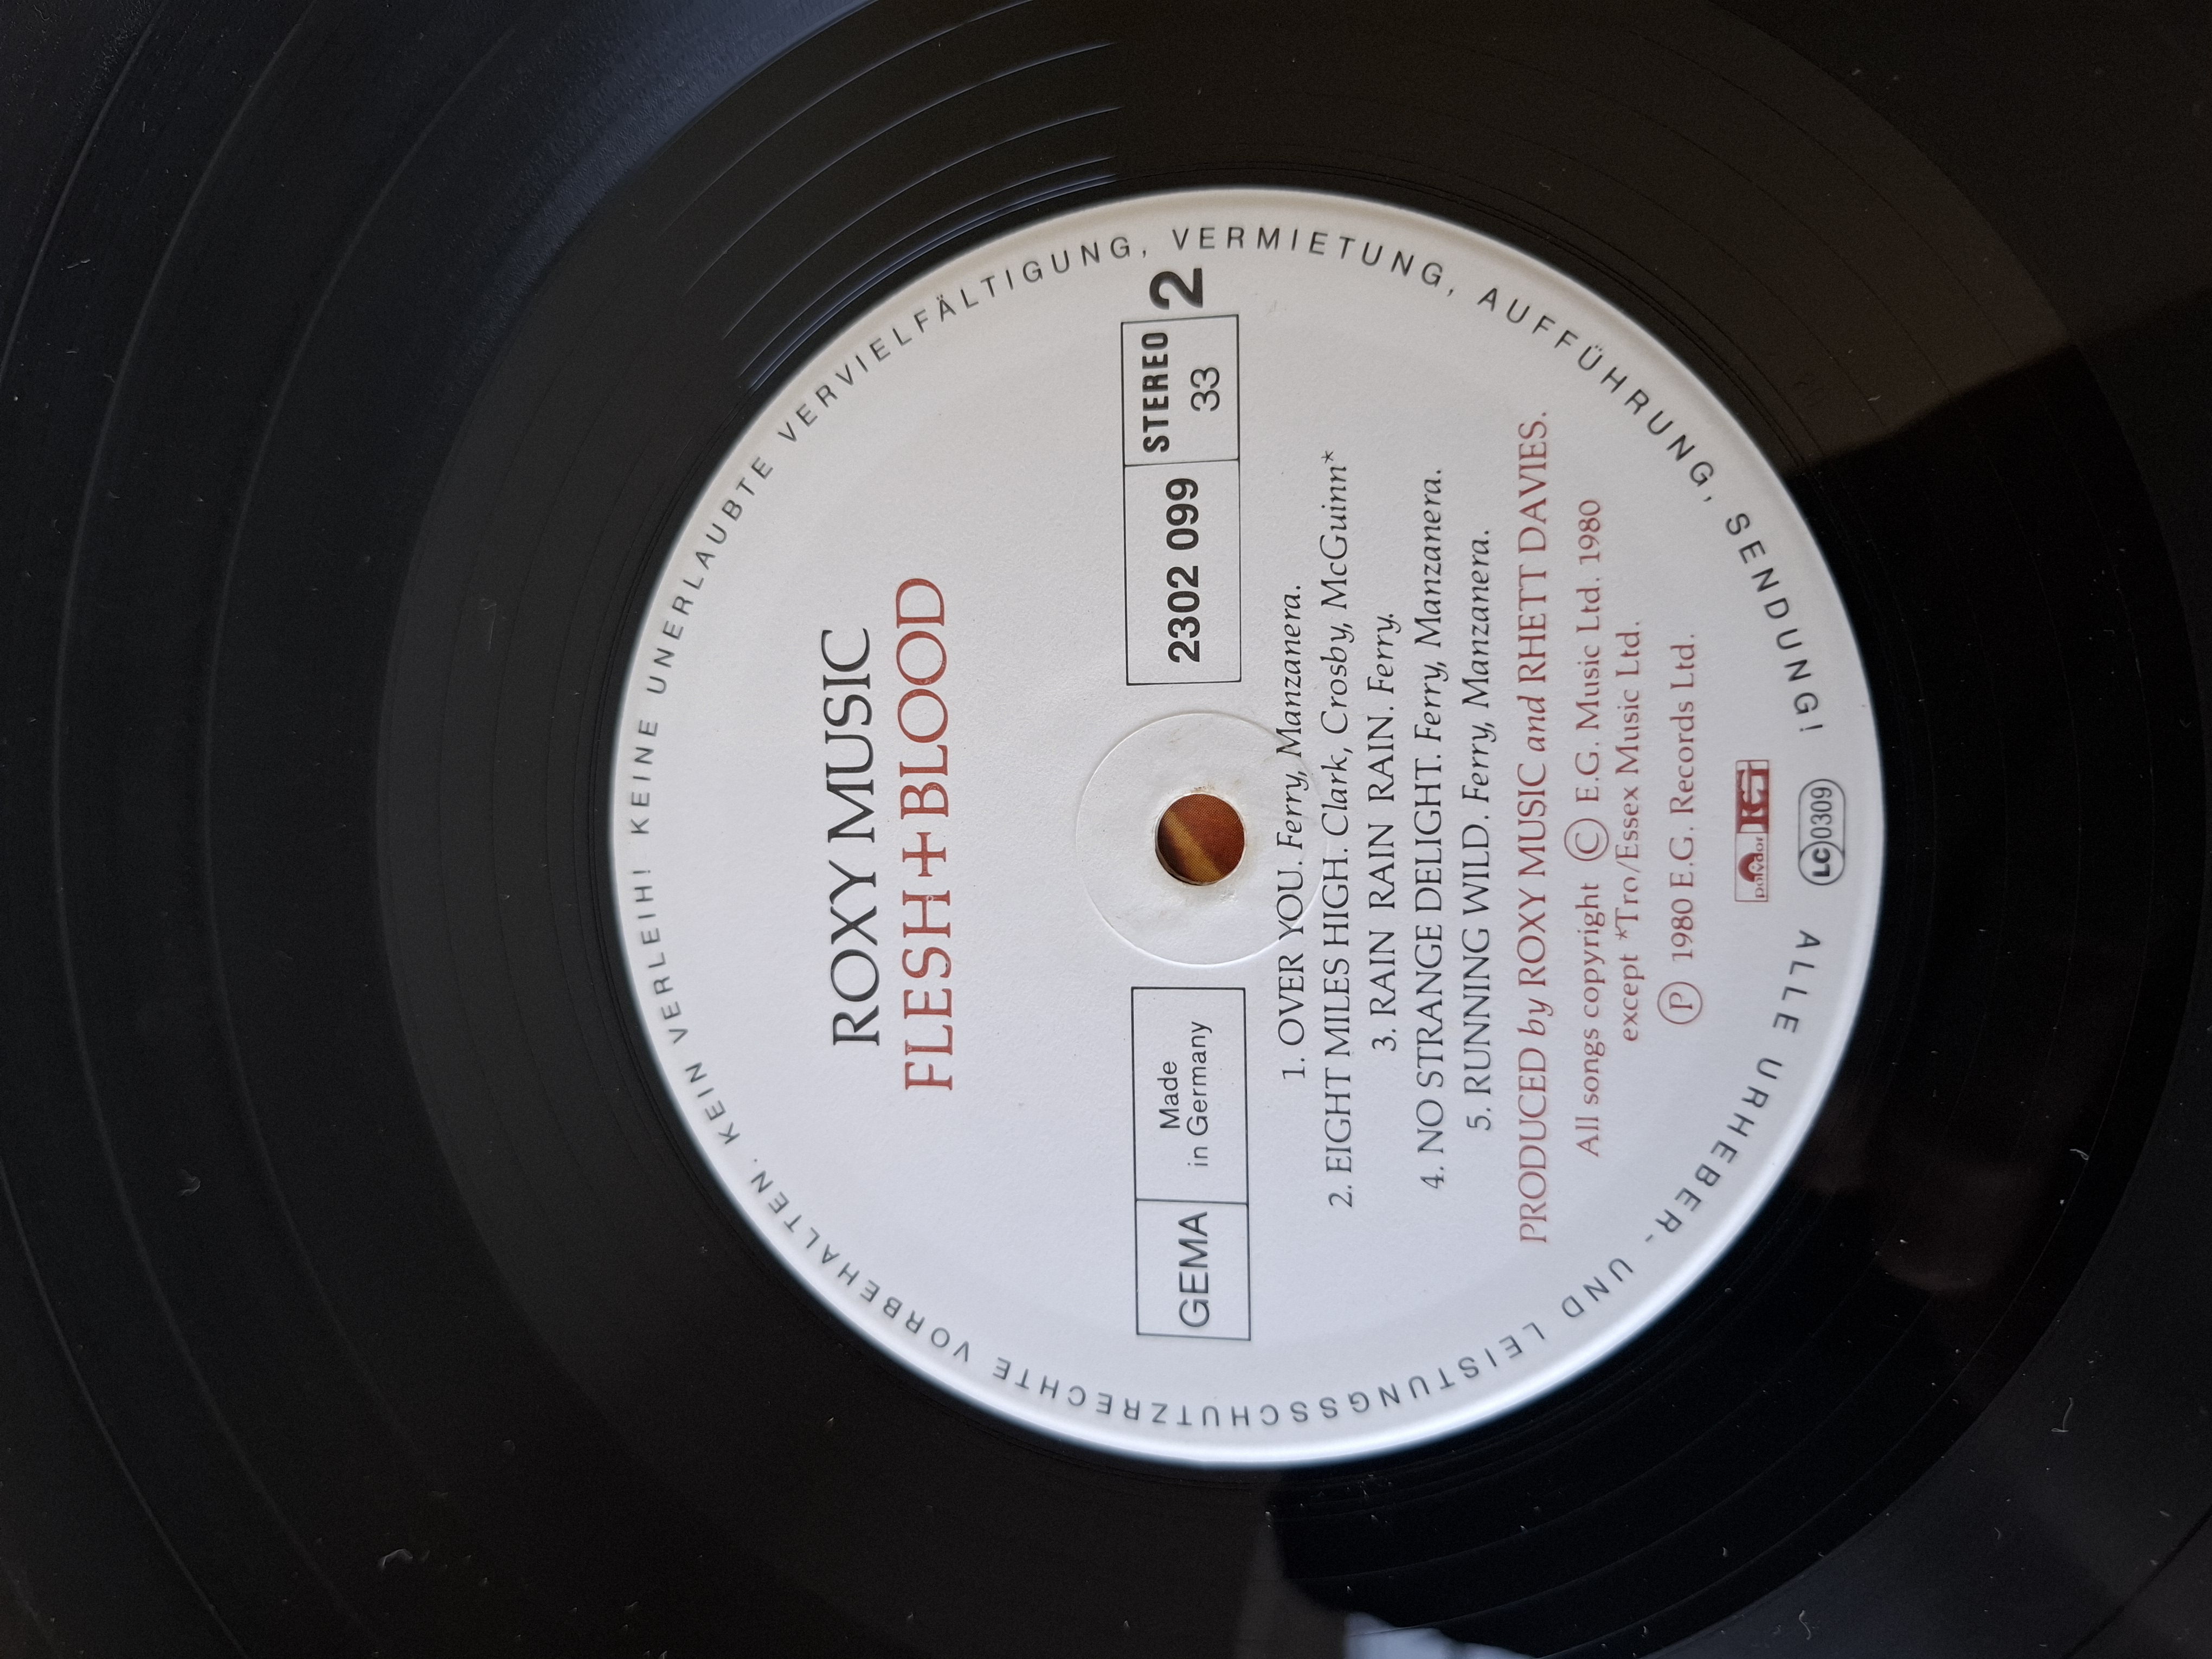 ROXY MUSIC
FLESH+BLOOD
GEMA
Made
in Germany
2302 099
STEREO
33
2
1. OVER YOU. Ferry, Manzanera.
2. EIGHT MILES HIGH. Clark, Crosby, McGuinn*
3. RAIN RAIN RAIN. Ferry.
4. NO STRANGE DELIGHT. Ferry, Manzanera.
5. RUNNING WILD. Ferry, Manzanera.
PRODUCED by ROXY MUSIC and RHETT DAVIES.
All songs copyright Ⓒ E.G. Music Ltd. 1980
except *Tro/Essex Music Ltd.
Ⓟ 1980 E.G. Records Ltd.
polydor EG
LC 0309
ALLE URHEBER- UND LEISTUNGSSCHUTZRECHTE VORBEHALTEN. KEIN VERLEIH! KEINE UNERLAUBTE VERVIELFÄLTIGUNG, VERMIETUNG, AUFFÜHRUNG, SENDUNG!